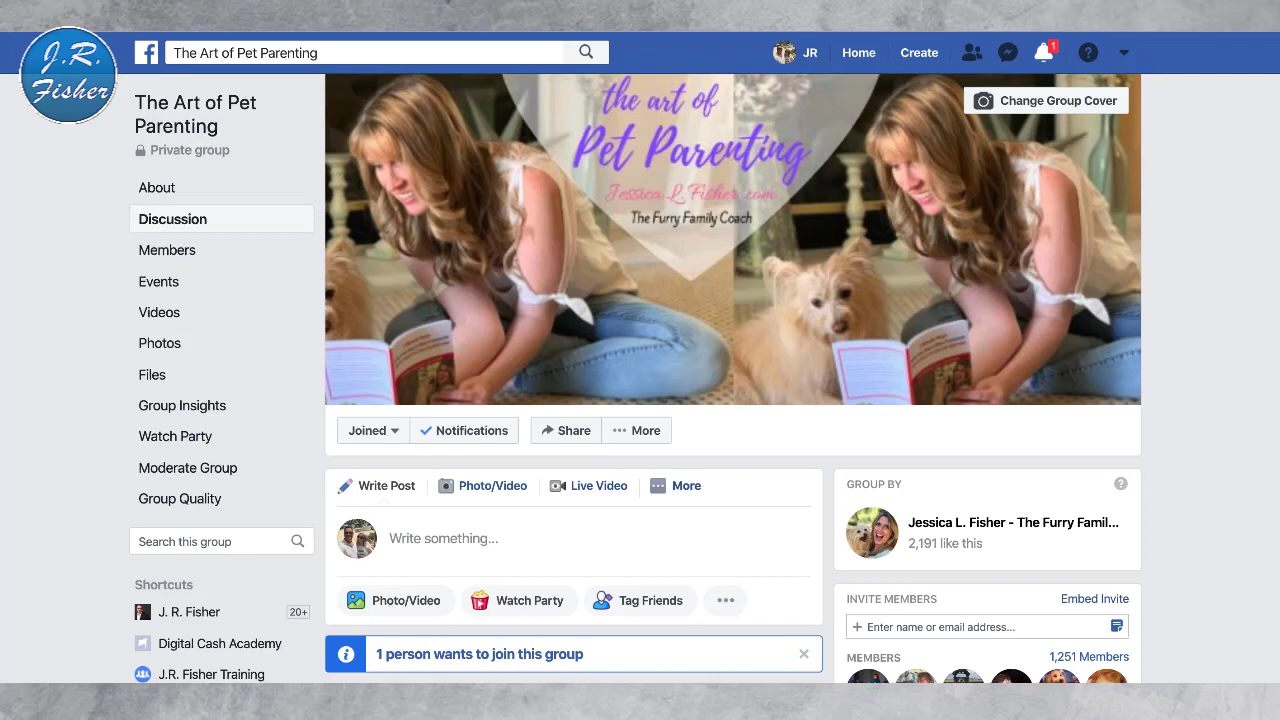 J.R.
Fisher
The Art of Pet Parenting
JR
Home
Create
1
The Art of Pet
Parenting
Private group
About
Discussion
Members
Events
Videos
Photos
Files
Group Insights
Watch Party
Moderate Group
Group Quality
Search this group
Shortcuts
J. R. Fisher
20+
Digital Cash Academy
J.R. Fisher Training
the art of
Pet Parenting
Jessica L. Fisher.com
The Furry Family Coach
Change Group Cover
Joined
Notifications
Share
More
Write Post
Photo/Video
Live Video
More
Write something...
Photo/Video
Watch Party
Tag Friends
1 person wants to join this group
GROUP BY
Jessica L. Fisher - The Furry Famil...
2,191 like this
INVITE MEMBERS
Embed Invite
+ Enter name or email address...
MEMBERS
1,251 Members